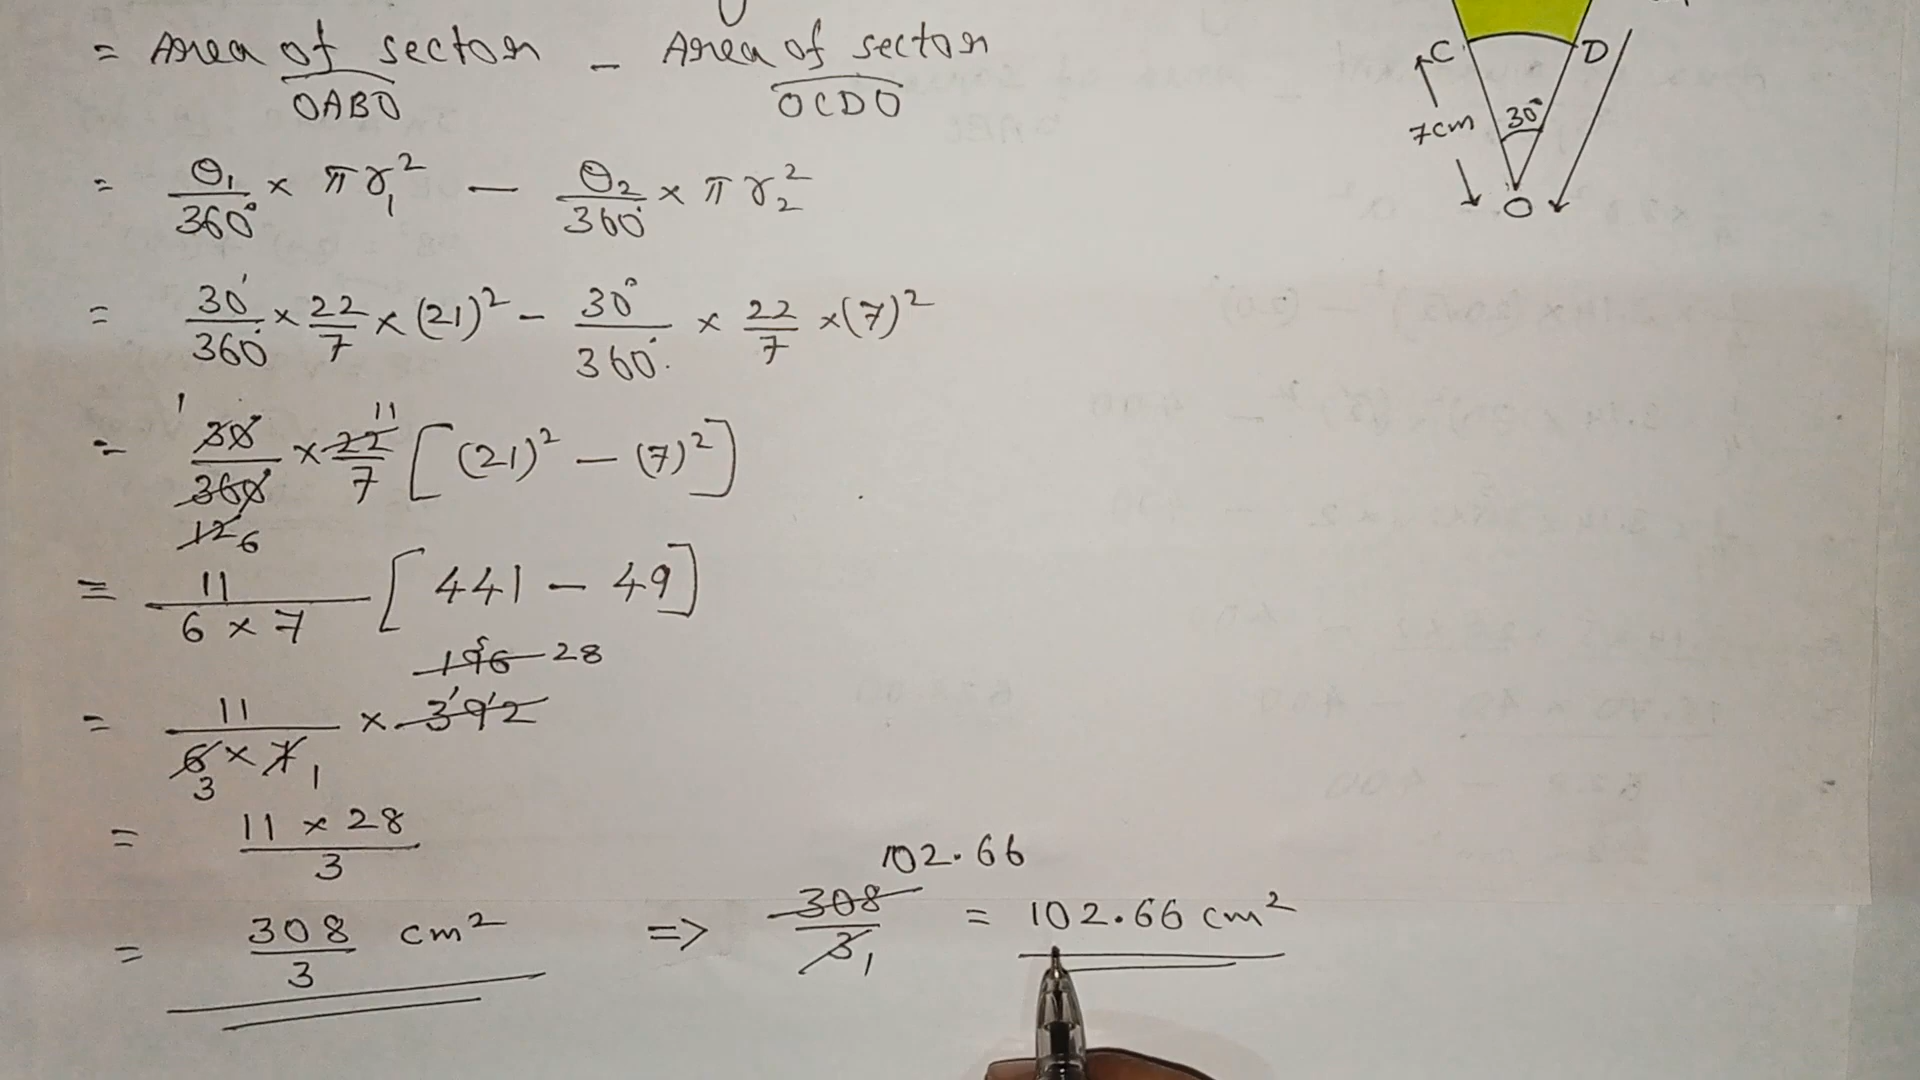 = Area of sector OABO - Area of sector OCDO
= θ₁/360° × πr₁² - θ₂/360° × πr₂²
= 30°/360° × 22/7 × (21)² - 30°/360° × 22/7 × (7)²
= 30/360 × 22/7 [(21)² - (7)²]
1 11
12 6
= 11/(6 × 7) [441 - 49]
196 28
= 11/(6 × 7) × 392
3 1
= (11 × 28)/3
= 308/3 cm² => 308/3 = 102.66 cm²
102.66
1
C D
7cm 30°
O